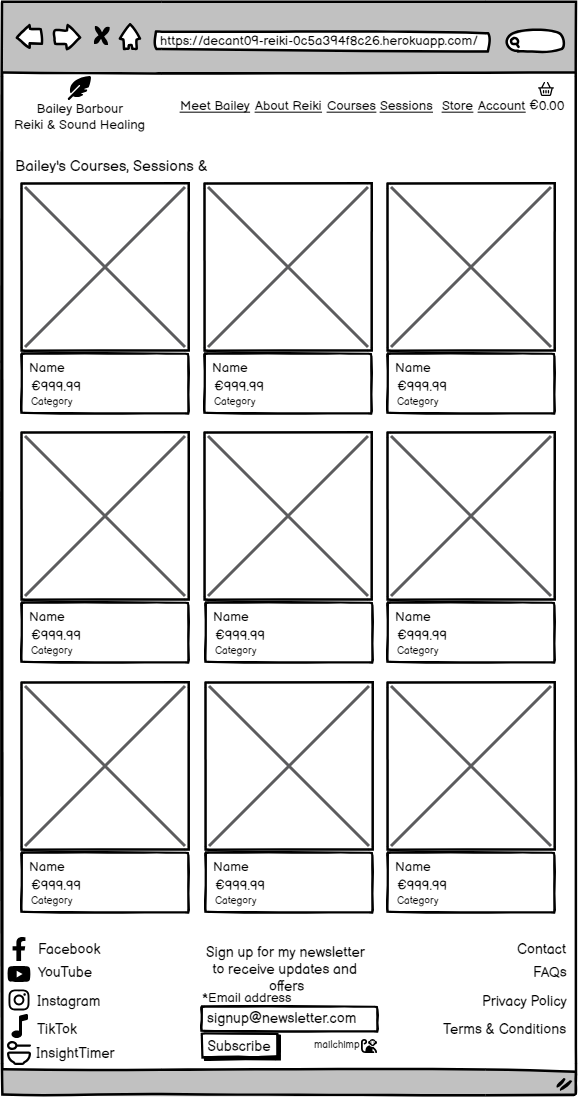 https://decant09-reiki-0c5a394f8c26.herokuapp.com/
Bailey Barbour
Reiki & Sound Healing
Meet Bailey About Reiki Courses Sessions Store Account €0.00
Bailey's Courses, Sessions &
Name Name Name
€999.99 €999.99 €999.99
Category Category Category
Name Name Name
€999.99 €999.99 €999.99
Category Category Category
Name Name Name
€999.99 €999.99 €999.99
Category Category Category
Facebook
YouTube
Instagram
TikTok
InsightTimer
Sign up for my newsletter
to receive updates and
offers
*Email address
signup@newsletter.com
Subscribe
mailchimp
Contact
FAQs
Privacy Policy
Terms & Conditions